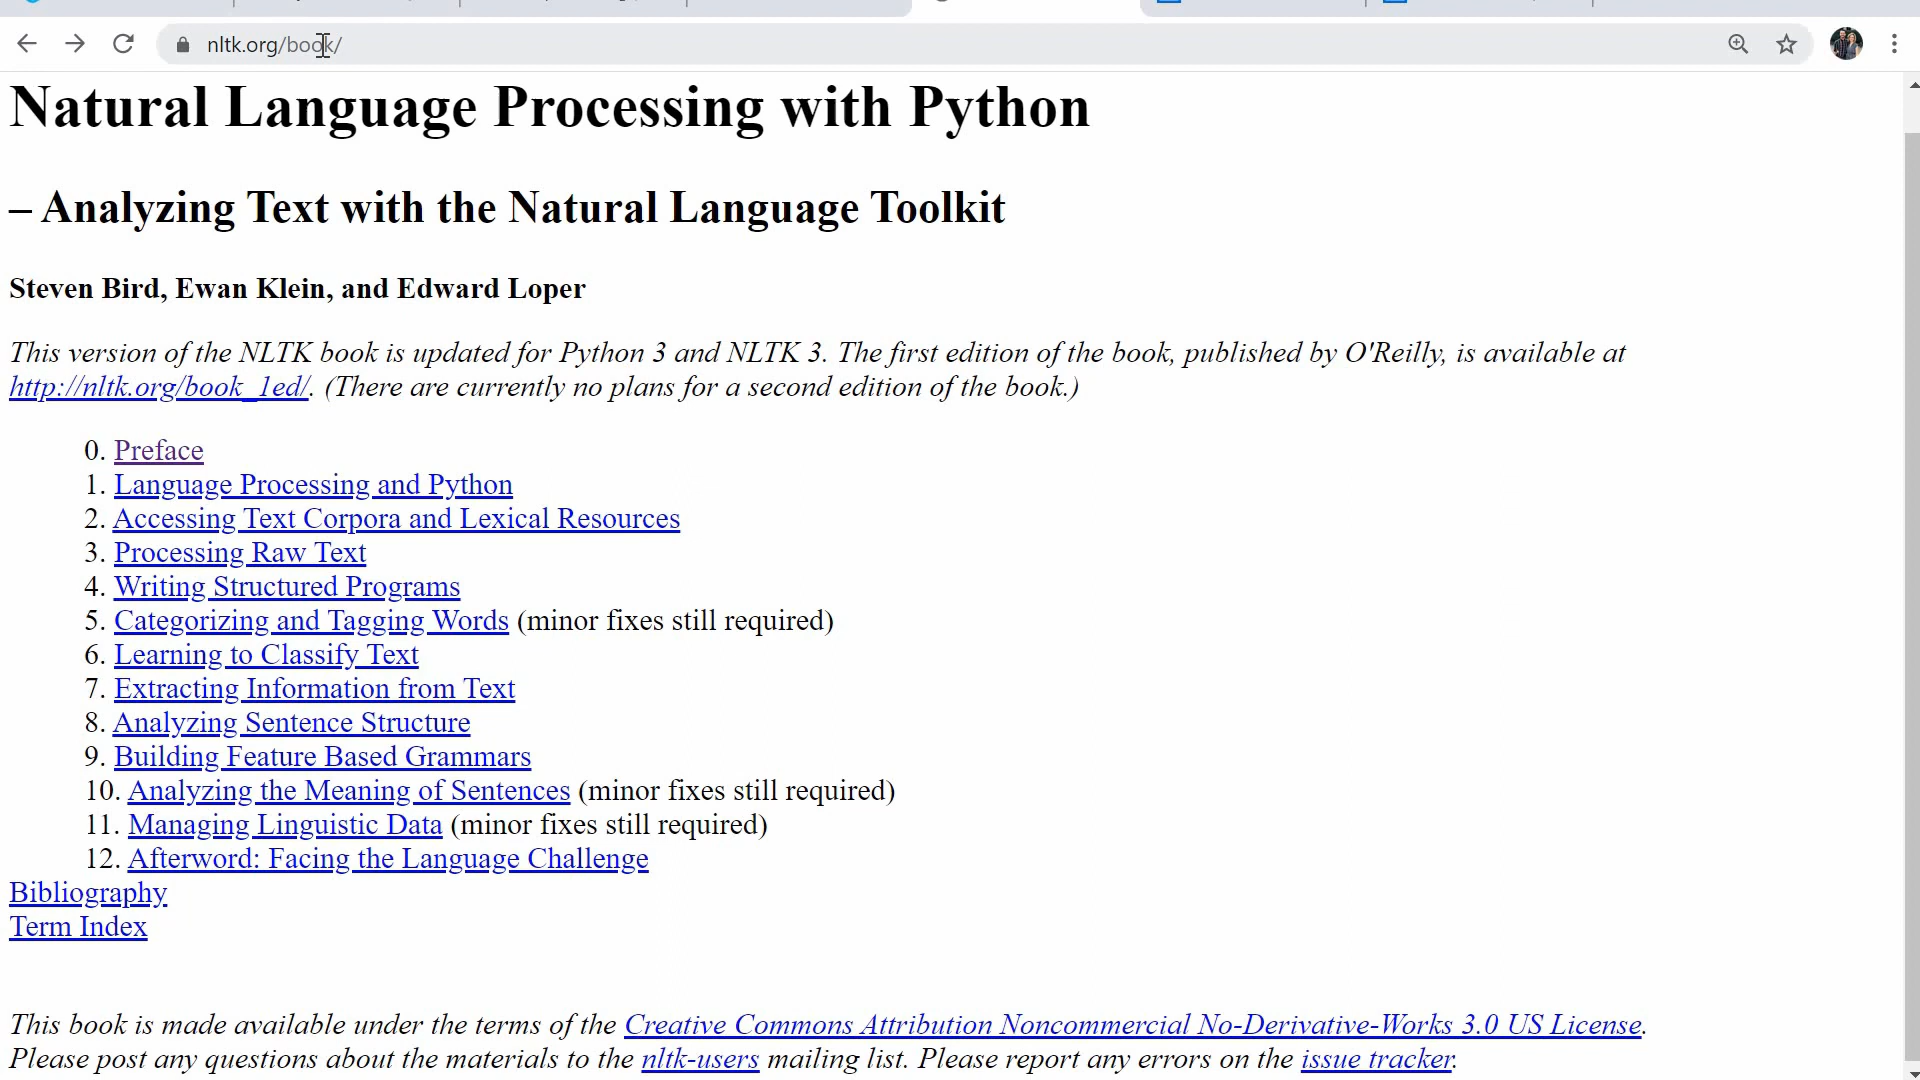 nltk.org/book/
Natural Language Processing with Python
– Analyzing Text with the Natural Language Toolkit
Steven Bird, Ewan Klein, and Edward Loper
This version of the NLTK book is updated for Python 3 and NLTK 3. The first edition of the book, published by O'Reilly, is available at
http://nltk.org/book_1ed/. (There are currently no plans for a second edition of the book.)
0. Preface
1. Language Processing and Python
2. Accessing Text Corpora and Lexical Resources
3. Processing Raw Text
4. Writing Structured Programs
5. Categorizing and Tagging Words (minor fixes still required)
6. Learning to Classify Text
7. Extracting Information from Text
8. Analyzing Sentence Structure
9. Building Feature Based Grammars
10. Analyzing the Meaning of Sentences (minor fixes still required)
11. Managing Linguistic Data (minor fixes still required)
12. Afterword: Facing the Language Challenge
Bibliography
Term Index
This book is made available under the terms of the Creative Commons Attribution Noncommercial No-Derivative-Works 3.0 US License.
Please post any questions about the materials to the nltk-users mailing list. Please report any errors on the issue tracker.